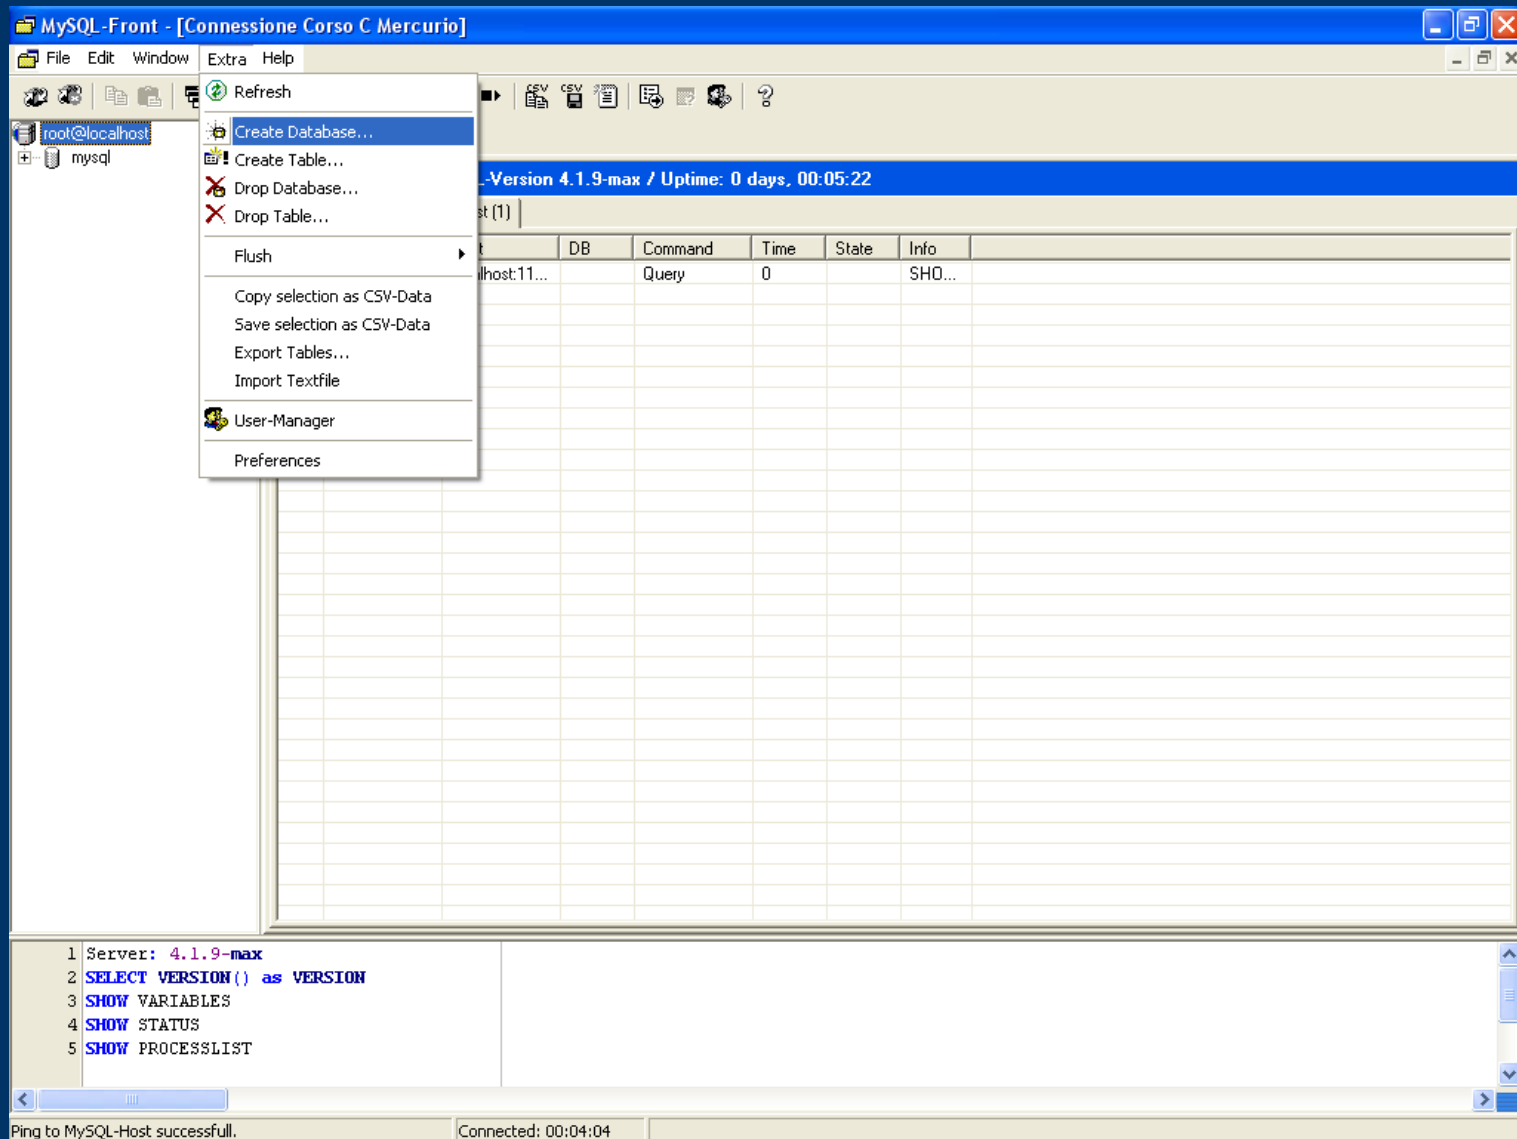 MySQL-Front - [Connessione Corso C Mercurio]
File Edit Window Extra Help
Refresh
Create Database...
Create Table...
Drop Database...
Drop Table...
Flush
Copy selection as CSV-Data
Save selection as CSV-Data
Export Tables...
Import Textfile
User-Manager
Preferences
CSV CSV
root@localhost
mysql
-Version 4.1.9-max / Uptime: 0 days, 00:05:22
st (1)
t DB Command Time State Info
lhost:11... Query 0 SHO...
1 Server: 4.1.9-max
2 SELECT VERSION() as VERSION
3 SHOW VARIABLES
4 SHOW STATUS
5 SHOW PROCESSLIST
Ping to MySQL-Host successfull. Connected: 00:04:04